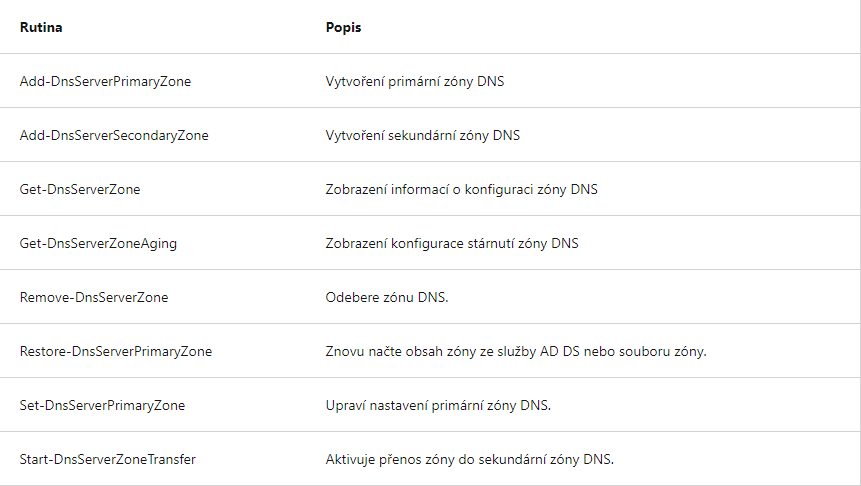 Rutina Popis
Add-DnsServerPrimaryZone Vytvoření primární zóny DNS
Add-DnsServerSecondaryZone Vytvoření sekundární zóny DNS
Get-DnsServerZone Zobrazení informací o konfiguraci zóny DNS
Get-DnsServerZoneAging Zobrazení konfigurace stárnutí zóny DNS
Remove-DnsServerZone Odebere zónu DNS.
Restore-DnsServerPrimaryZone Znovu načte obsah zóny ze služby AD DS nebo souboru zóny.
Set-DnsServerPrimaryZone Upraví nastavení primární zóny DNS.
Start-DnsServerZoneTransfer Aktivuje přenos zóny do sekundární zóny DNS.